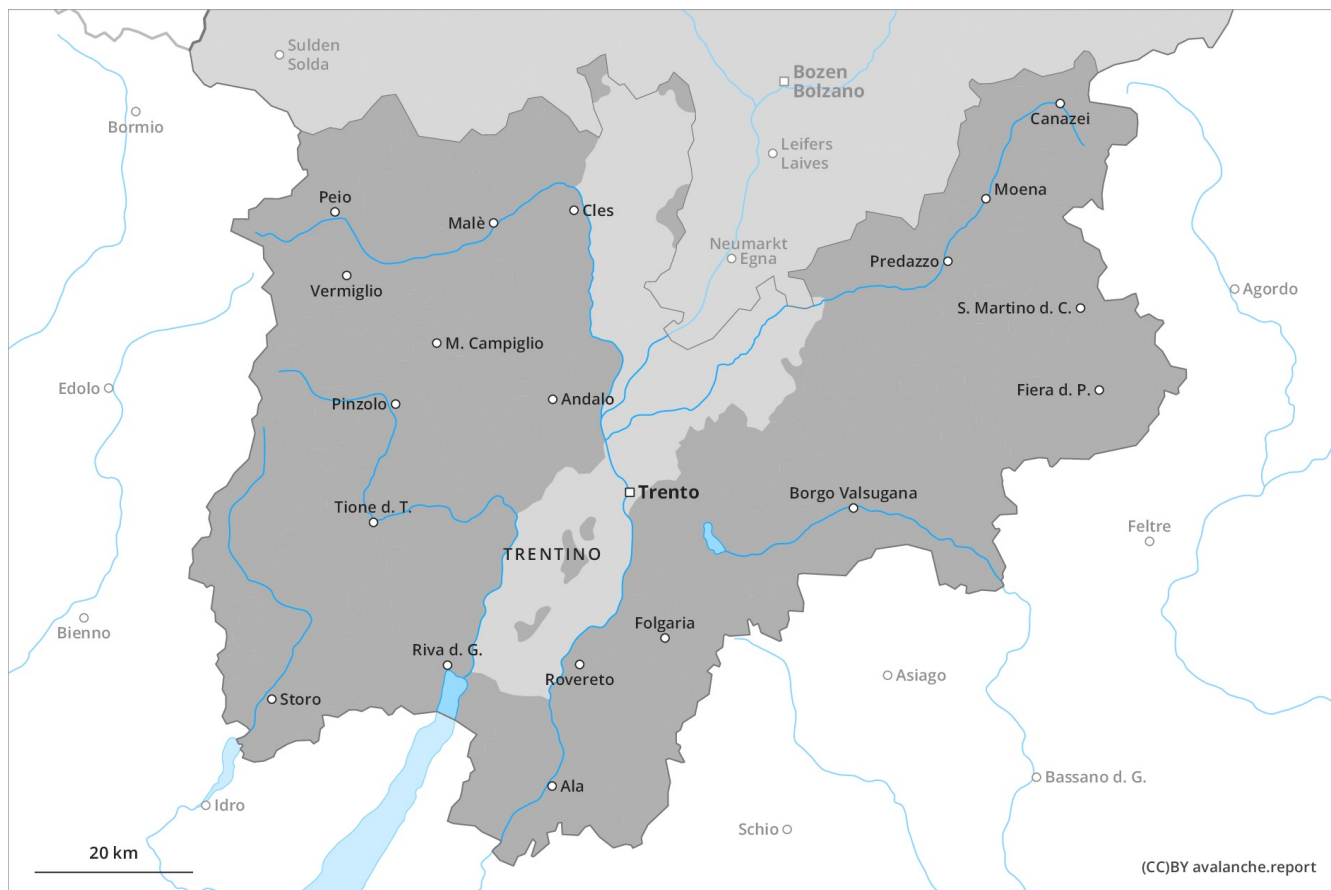 Sulden
Solda
Bozen
Bolzano
Bormio
Canazei
Leifers
Laives
Peio
Moena
Malè
Cles
Neumarkt
Egna
Predazzo
Vermiglio
Agordo
S. Martino d. C.
M. Campiglio
Edolo
Fiera d. P.
Pinzolo
Andalo
Trento
Borgo Valsugana
Tione d. T.
Feltre
TRENTINO
Bienno
Folgaria
Riva d. G.
Rovereto
Asiago
Storo
Bassano d. G.
Ala
Idro
Schio
20 km
(CC)BY avalanche.report